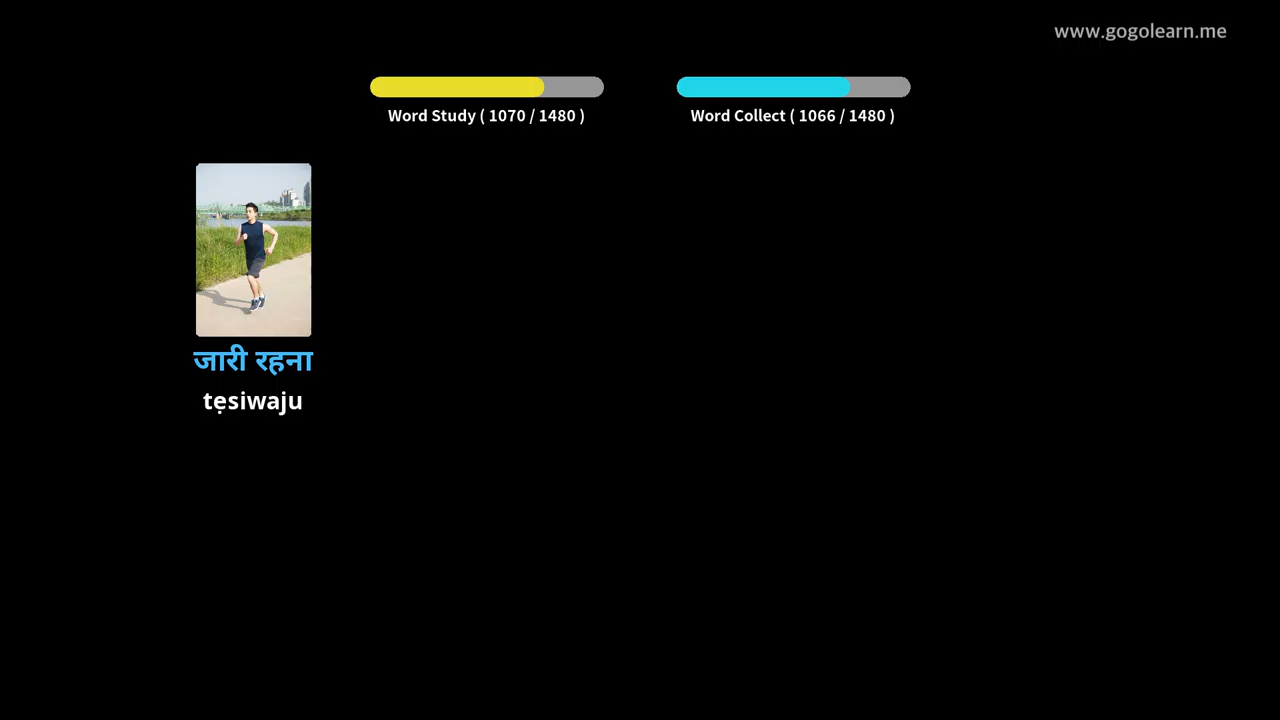 www.gogolearn.me
Word Study ( 1070 / 1480 )
Word Collect ( 1066 / 1480 )
जारी रहना
tẹsiwaju